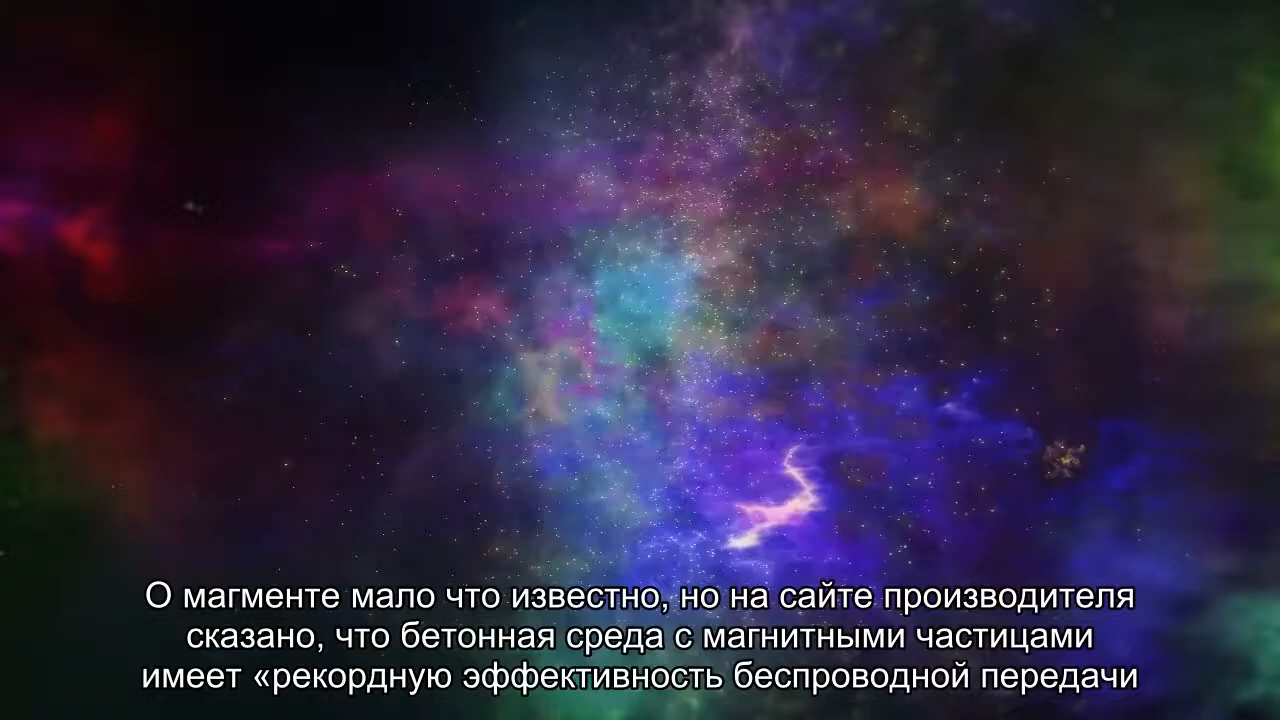 О магменте мало что известно, но на сайте производителя
сказано, что бетонная среда с магнитными частицами
имеет «рекордную эффективность беспроводной передачи